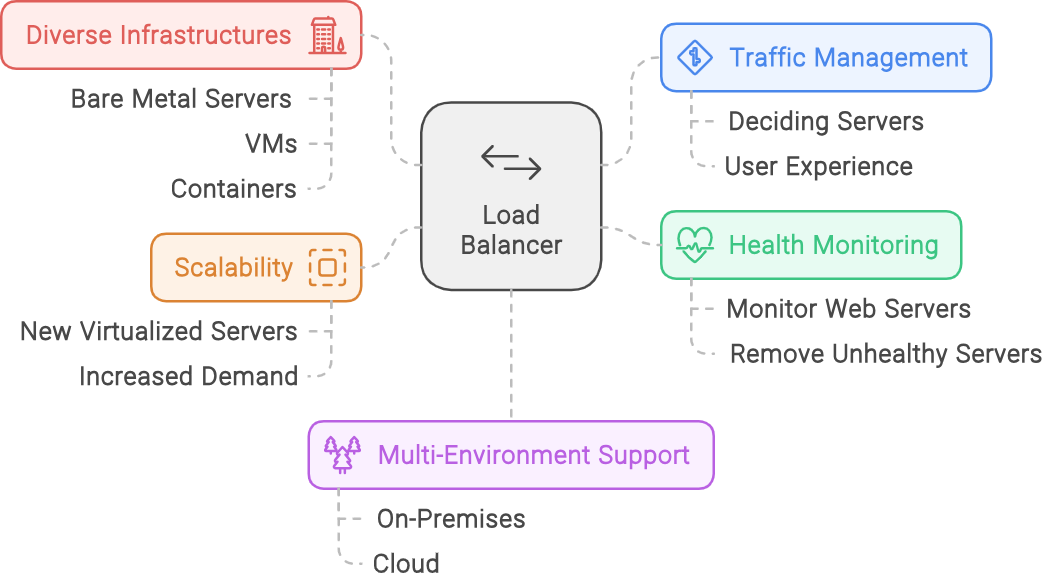 Diverse Infrastructures
Bare Metal Servers
VMs
Containers
Scalability
New Virtualized Servers
Increased Demand
Load
Balancer
Traffic Management
Deciding Servers
User Experience
Health Monitoring
Monitor Web Servers
Remove Unhealthy Servers
Multi-Environment Support
On-Premises
Cloud